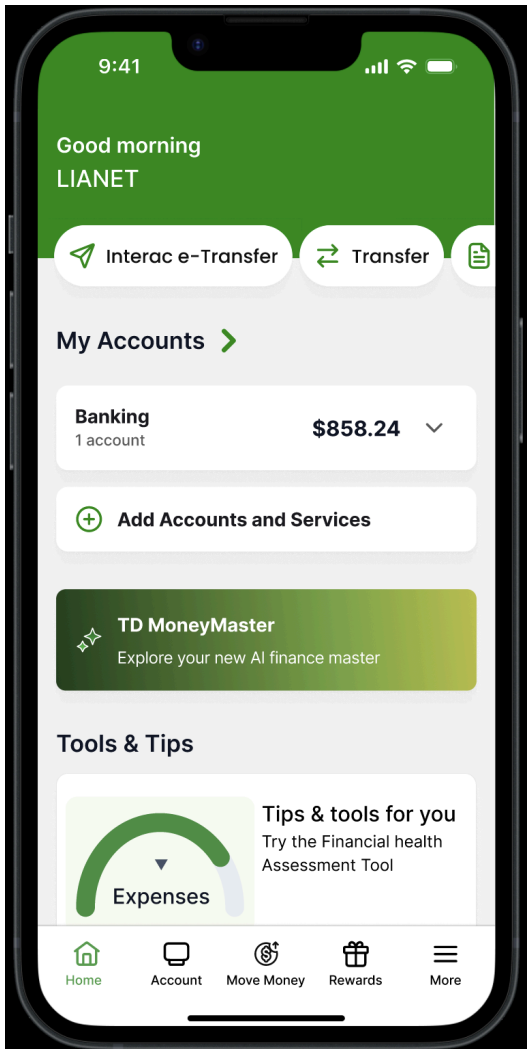 9:41
Good morning
LIANET
Interac e-Transfer
Transfer
My Accounts
Banking
1 account
$858.24
Add Accounts and Services
TD MoneyMaster
Explore your new AI finance master
Tools & Tips
Tips & tools for you
Try the Financial health
Assessment Tool
Expenses
Home
Account
Move Money
Rewards
More